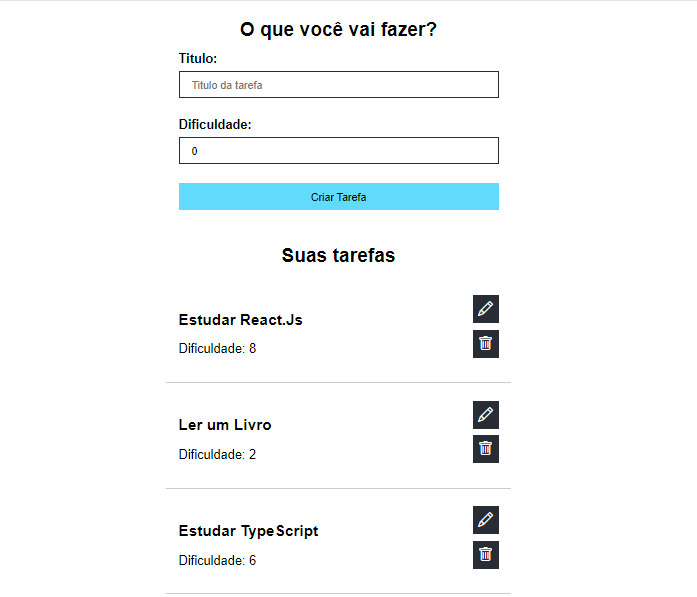 O que você vai fazer?
Titulo:
Titulo da tarefa
Dificuldade:
0
Criar Tarefa
Suas tarefas
Estudar React.Js
Dificuldade: 8
Ler um Livro
Dificuldade: 2
Estudar TypeScript
Dificuldade: 6